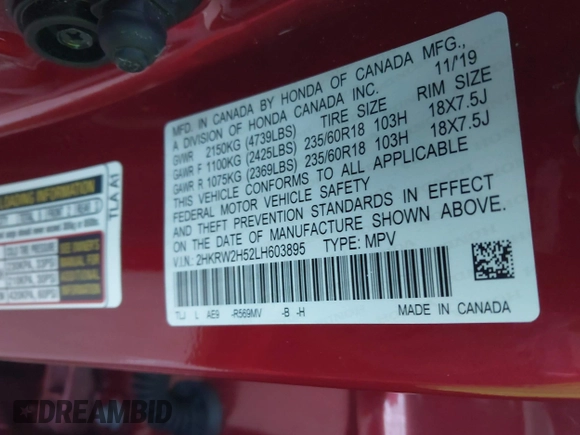 MFD. IN CANADA BY HONDA OF CANADA MFG.,
A DIVISION OF HONDA CANADA INC. 11/'19
GVWR 2150KG (4739LBS) TIRE SIZE RIM SIZE
GAWR F 1100KG (2425LBS) 235/60R18 103H 18X7.5J
GAWR R 1075KG (2369LBS) 235/60R18 103H 18X7.5J
THIS VEHICLE CONFORMS TO ALL APPLICABLE
FEDERAL MOTOR VEHICLE SAFETY
AND THEFT PREVENTION STANDARDS IN EFFECT
ON THE DATE OF MANUFACTURE SHOWN ABOVE.
V.I.N.: 2HKRW2H52LH603895 TYPE: MPV
TLJ L AE9 -R569MV -B -H MADE IN CANADA
LOADING INFORMATION
TLA A1
DREAMBID